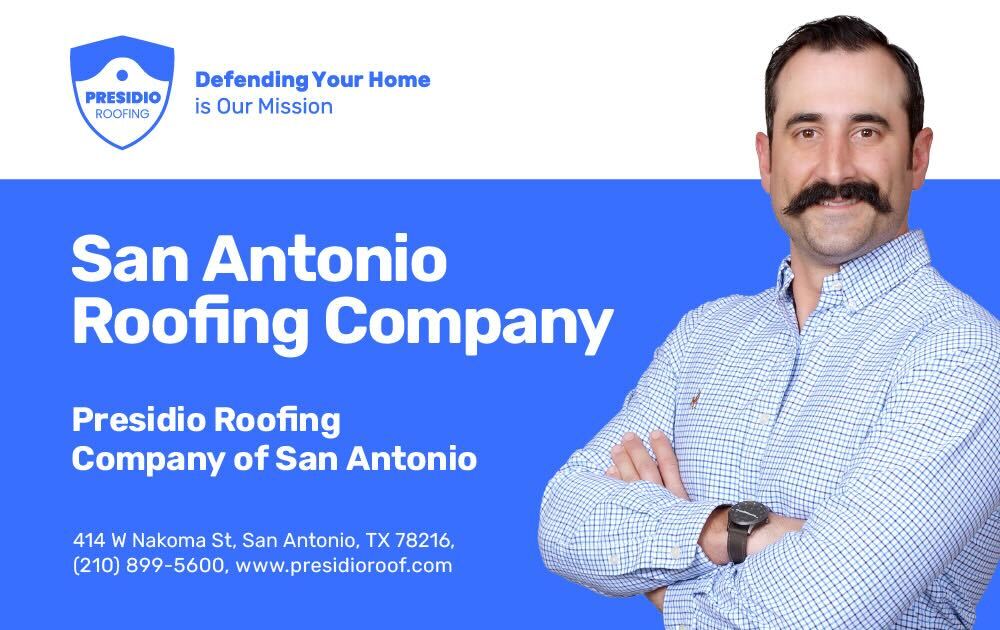 PRESIDIO
ROOFING
Defending Your Home
is Our Mission
San Antonio
Roofing Company
Presidio Roofing
Company of San Antonio
414 W Nakoma St, San Antonio, TX 78216,
(210) 899-5600, www.presidioroof.com